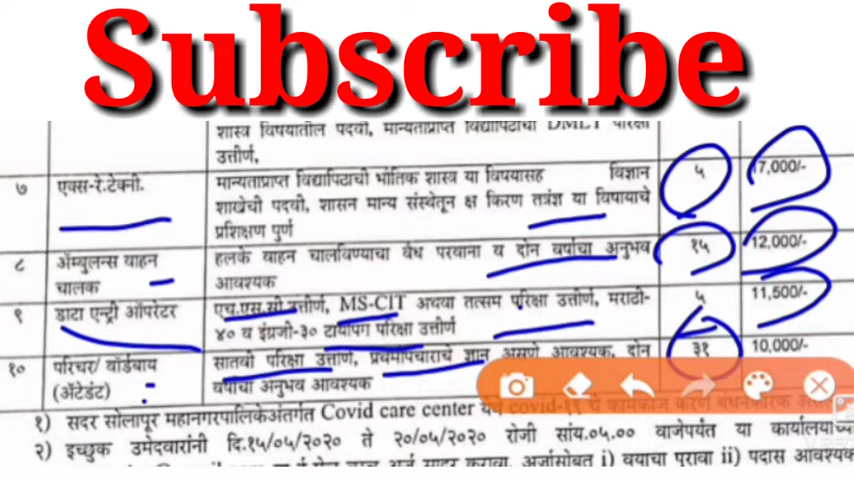 Subscribe
शास्त्र विषयातील पदवी, मान्यताप्राप्त विद्यापिठाची DMLT परिक्षा
उत्तीर्ण,
७ एक्स-रे.टेक्नी. मान्यताप्राप्त विद्यापिठाची भौतिक शास्त्र या विषयासह विज्ञान ५ 17,000/-
शाखेची पदवी, शासन मान्य संस्थेतून क्ष किरण तत्रंज्ञ या विषायाचे
प्रशिक्षण पुर्ण
८ ॲम्बुलन्स वाहन हलके वाहन चालविण्याचा वेध परवाना व दोन वर्षाचा अनुभव १५ 12,000/-
चालक आवश्यक
९ डाटा एन्ट्री ऑपरेटर एच.एस.सी उत्तीर्ण, MS-CIT अथवा तत्सम परिक्षा उत्तीर्ण, मराठी- ५ 11,500/-
४० व इंग्रजी-३० टायपिंग परिक्षा उत्तीर्ण
१० परिचर/ वॉर्डबाय सातवी परिक्षा उत्तीर्ण, प्रथमोपचाराचे ज्ञान असणे आवश्यक, दोन ३१ 10,000/-
(ॲटेडंट) वर्षाचा अनुभव आवश्यक
१) सदर सोलापूर महानगरपालिकेअंतर्गत Covid care center येथे covid-१९ चे कामकाज करणे बंधनकारक
२) इच्छुक उमेदवारांनी दि.१५/०५/२०२० ते २०/०५/२०२० रोजी सांय.०५.०० वाजेपर्यंत या कार्यालयाच्या
करावा, अर्जासोबत i) वयाचा पुरावा ii) पदास आवश्यक